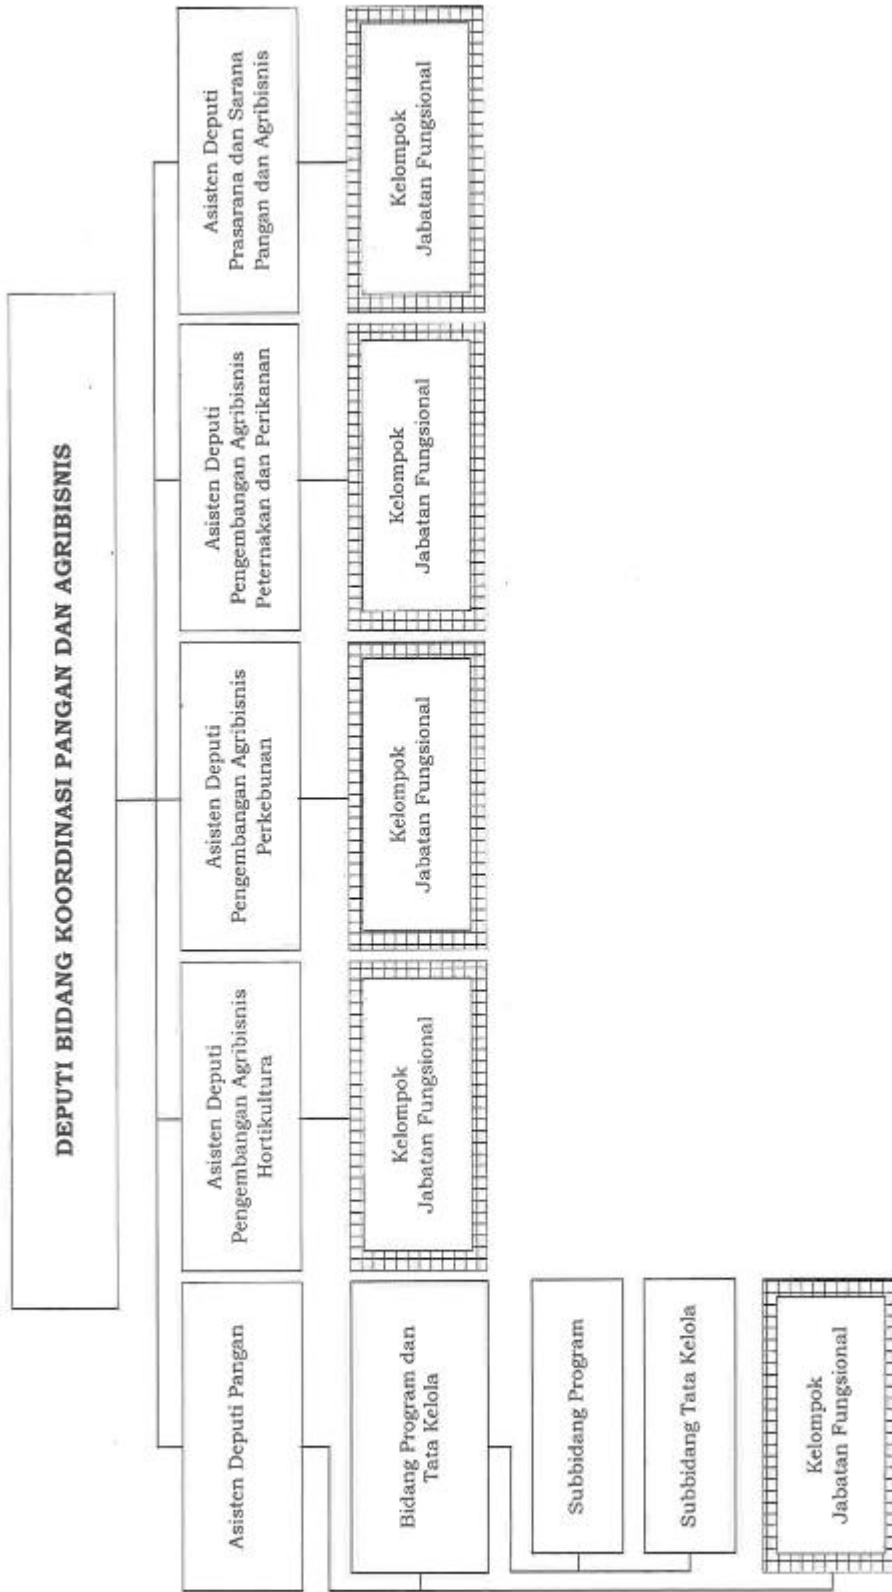 DEPUTI BIDANG KOORDINASI PANGAN DAN AGRIBISNIS
Asisten Deputi Pangan
Asisten Deputi
Pengembangan Agribisnis
Hortikultura
Asisten Deputi
Pengembangan Agribisnis
Perkebunan
Asisten Deputi
Pengembangan Agribisnis
Peternakan dan Perikanan
Asisten Deputi
Prasarana dan Sarana
Pangan dan Agribisnis
Bidang Program dan
Tata Kelola
Kelompok
Jabatan Fungsional
Kelompok
Jabatan Fungsional
Kelompok
Jabatan Fungsional
Kelompok
Jabatan Fungsional
Subbidang Program
Subbidang Tata Kelola
Kelompok
Jabatan Fungsional